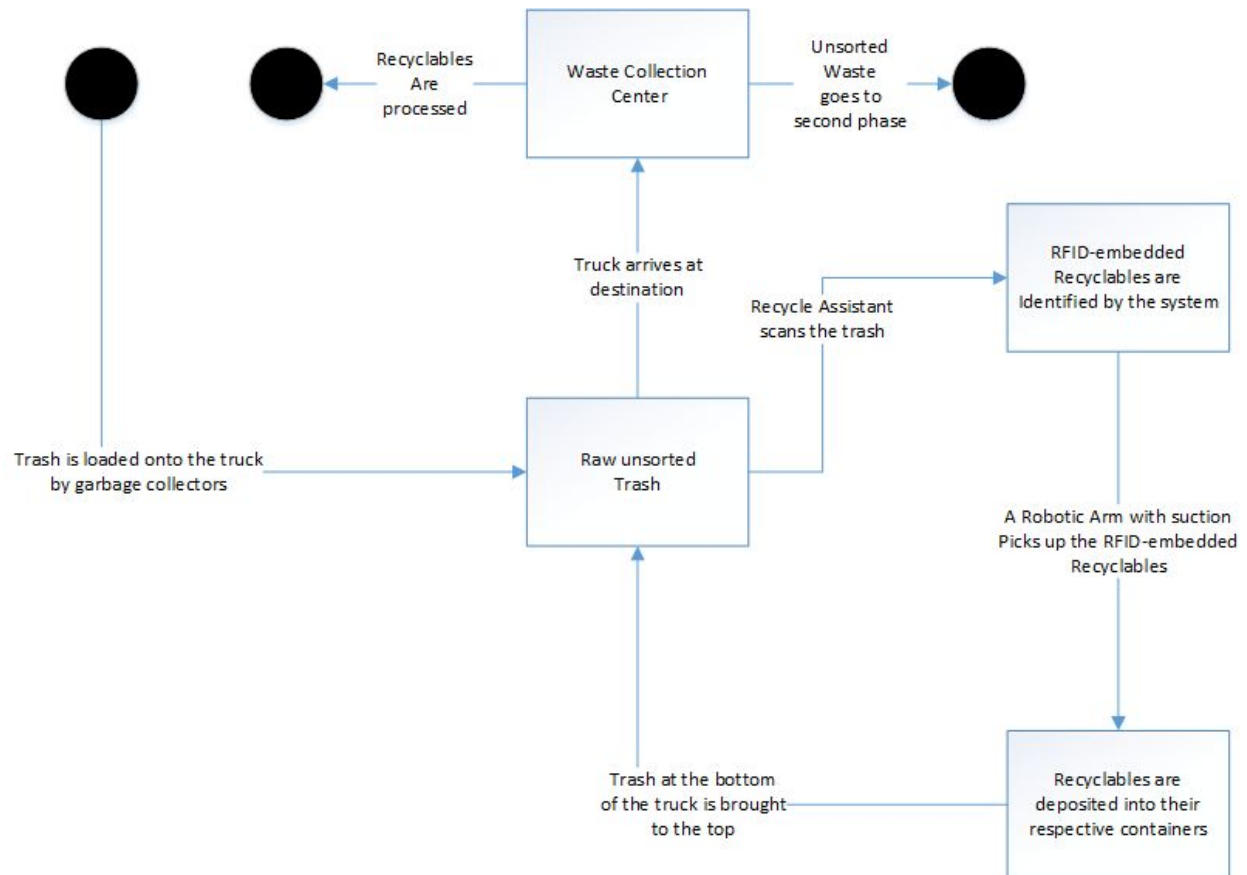 Recyclables
Are
processed
Waste Collection
Center
Unsorted
Waste
goes to
second phase
Truck arrives at
destination
RFID-embedded
Recyclables are
Identified by the system
Recycle Assistant
scans the trash
Trash is loaded onto the truck
by garbage collectors
Raw unsorted
Trash
A Robotic Arm with suction
Picks up the RFID-embedded
Recyclables
Trash at the bottom
of the truck is brought
to the top
Recyclables are
deposited into their
respective containers